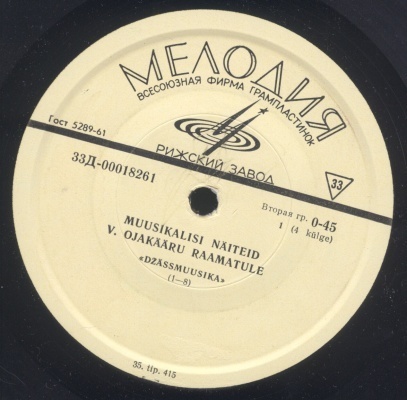 МЕЛОДИЯ
ВСЕСОЮЗНАЯ ФИРМА ГРАМПЛАСТИНОК
Гост 5289-61
РИЖСКИЙ ЗАВОД
33
33Д-00018261
Вторая гр. 0-45
1 (4 külge)
MUUSIKALISI NÄITEID
V. OJAKÄÄRU RAAMATULE
«DŽÄSSMUUSIKA»
(1—8)
35. tip. 415